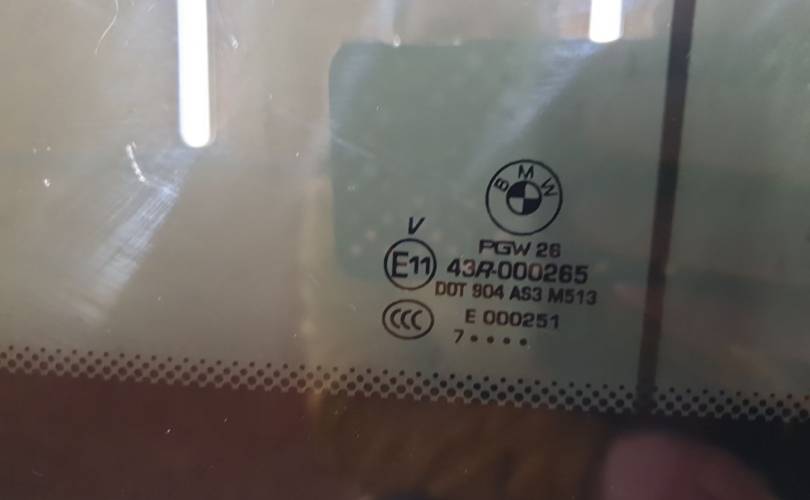 BMW
PGW 26
V
E11 43R-000265
DOT 904 AS3 M513
CCC E 000251
7 • • • •